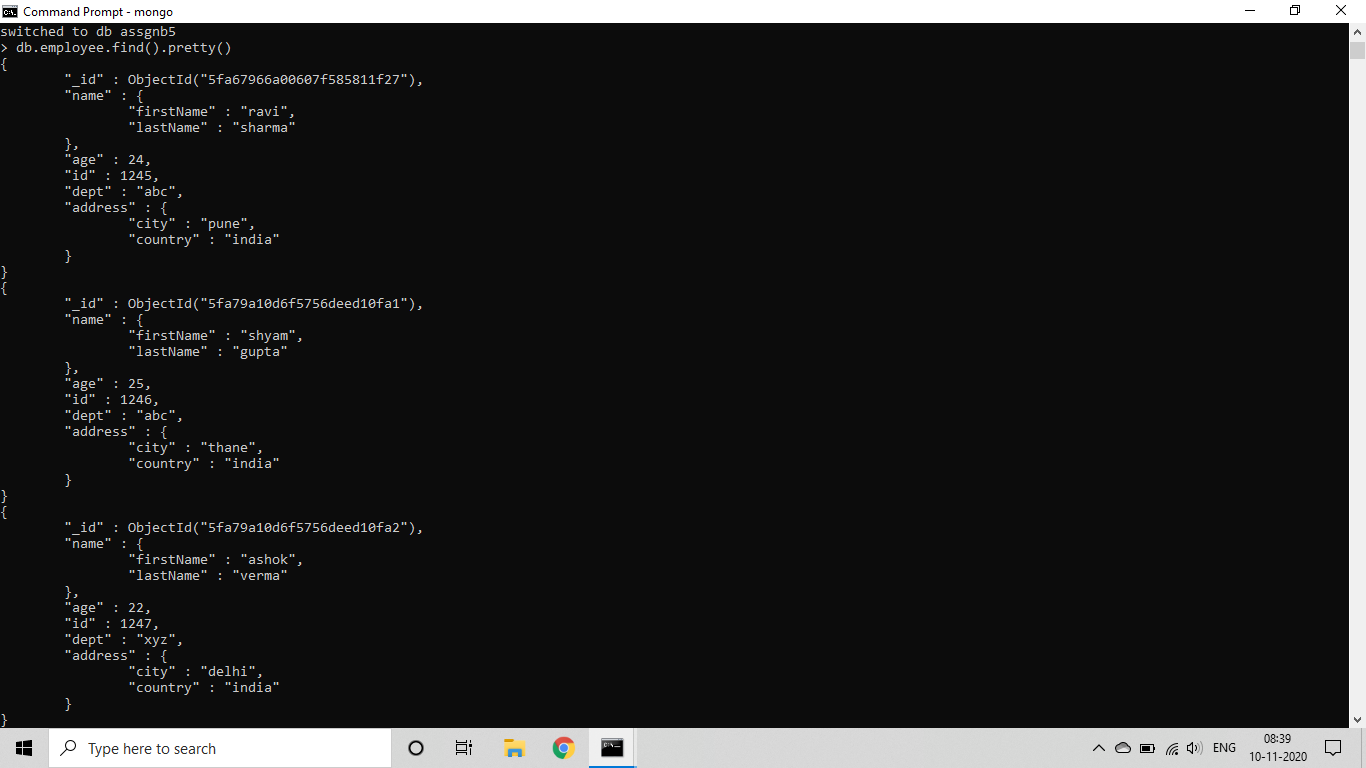 Command Prompt - mongo
switched to db assgnb5
> db.employee.find().pretty()
{
        "_id" : ObjectId("5fa67966a00607f585811f27"),
        "name" : {
                "firstName" : "ravi",
                "lastName" : "sharma"
        },
        "age" : 24,
        "id" : 1245,
        "dept" : "abc",
        "address" : {
                "city" : "pune",
                "country" : "india"
        }
}
{
        "_id" : ObjectId("5fa79a10d6f5756deed10fa1"),
        "name" : {
                "firstName" : "shyam",
                "lastName" : "gupta"
        },
        "age" : 25,
        "id" : 1246,
        "dept" : "abc",
        "address" : {
                "city" : "thane",
                "country" : "india"
        }
}
{
        "_id" : ObjectId("5fa79a10d6f5756deed10fa2"),
        "name" : {
                "firstName" : "ashok",
                "lastName" : "verma"
        },
        "age" : 22,
        "id" : 1247,
        "dept" : "xyz",
        "address" : {
                "city" : "delhi",
                "country" : "india"
        }
}
Type here to search
ENG
08:39
10-11-2020